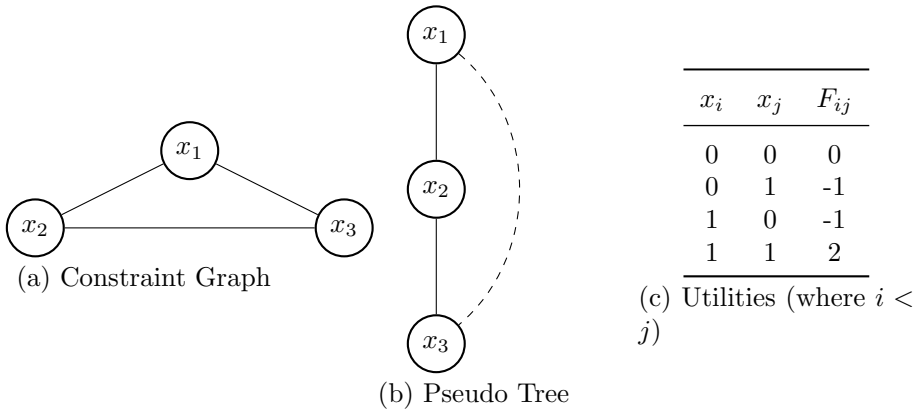 x₁
x₂
x₃
(a) Constraint Graph
x₁
x₂
x₃
(b) Pseudo Tree
xᵢ xⱼ Fᵢⱼ
0 0 0
0 1 -1
1 0 -1
1 1 2
(c) Utilities (where i <
j)